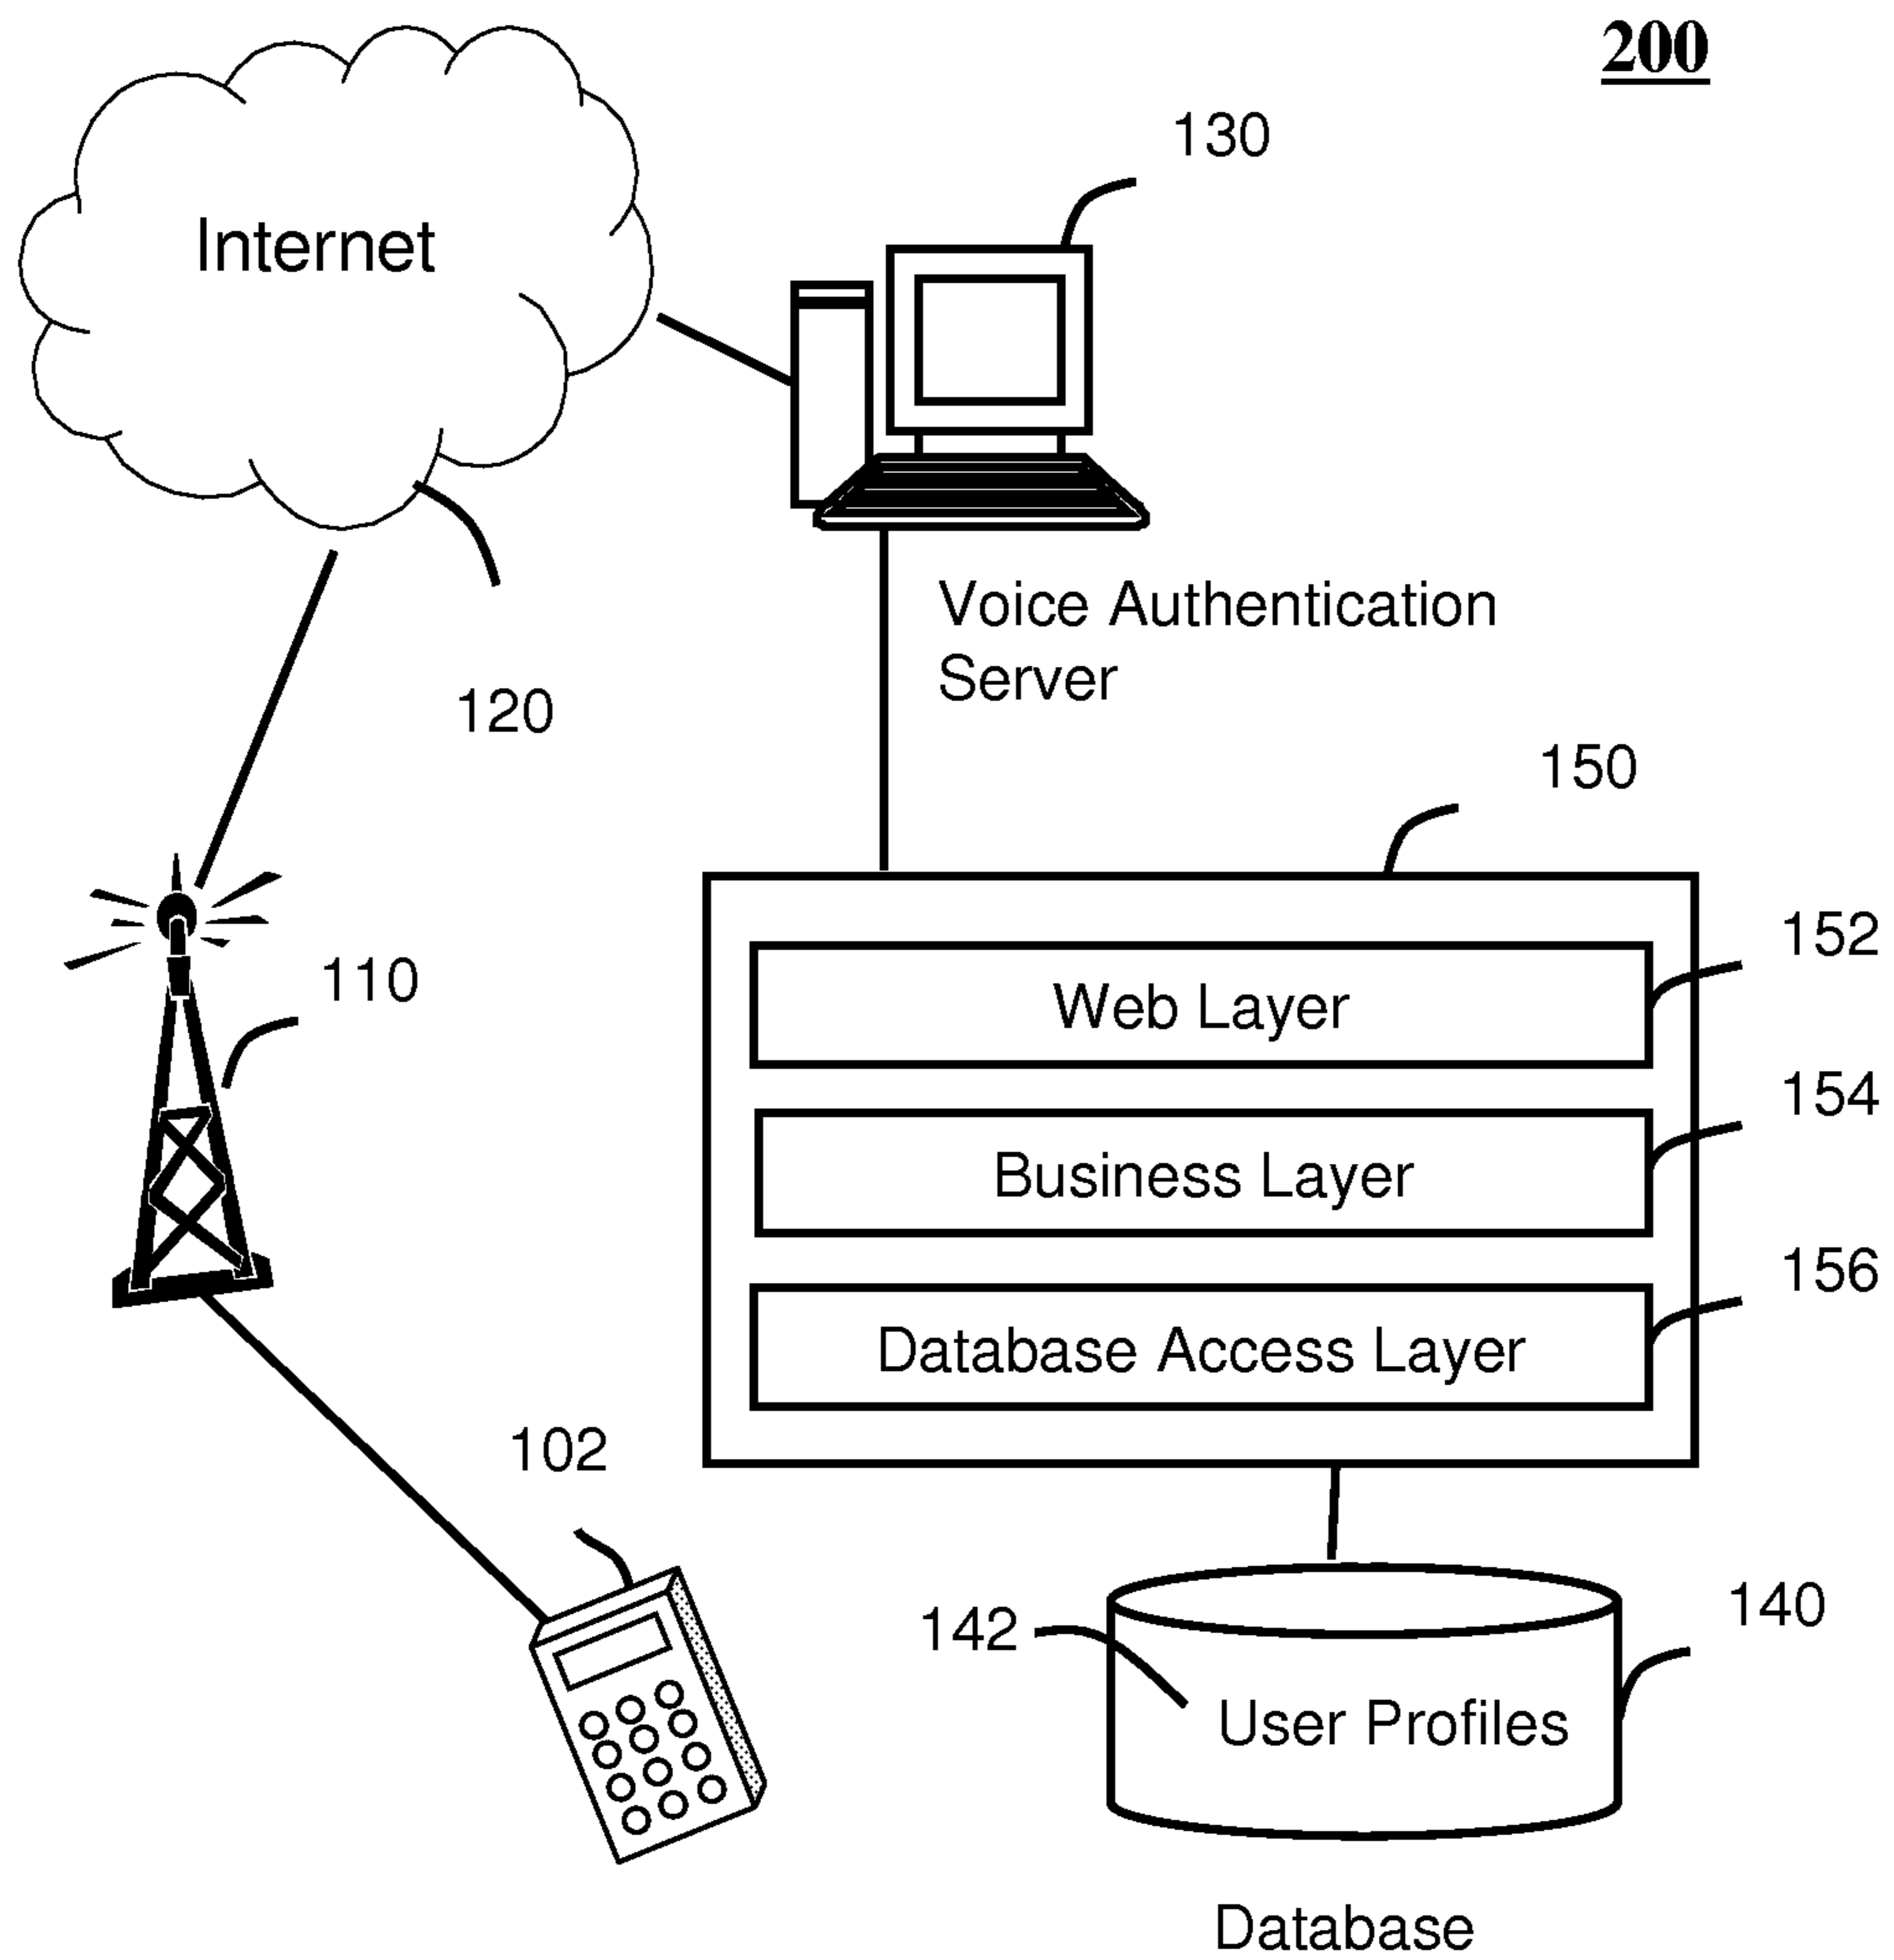 200
130
Internet
Voice Authentication
Server
120
150
152
110
Web Layer
154
Business Layer
156
Database Access Layer
102
140
142
User Profiles
Database